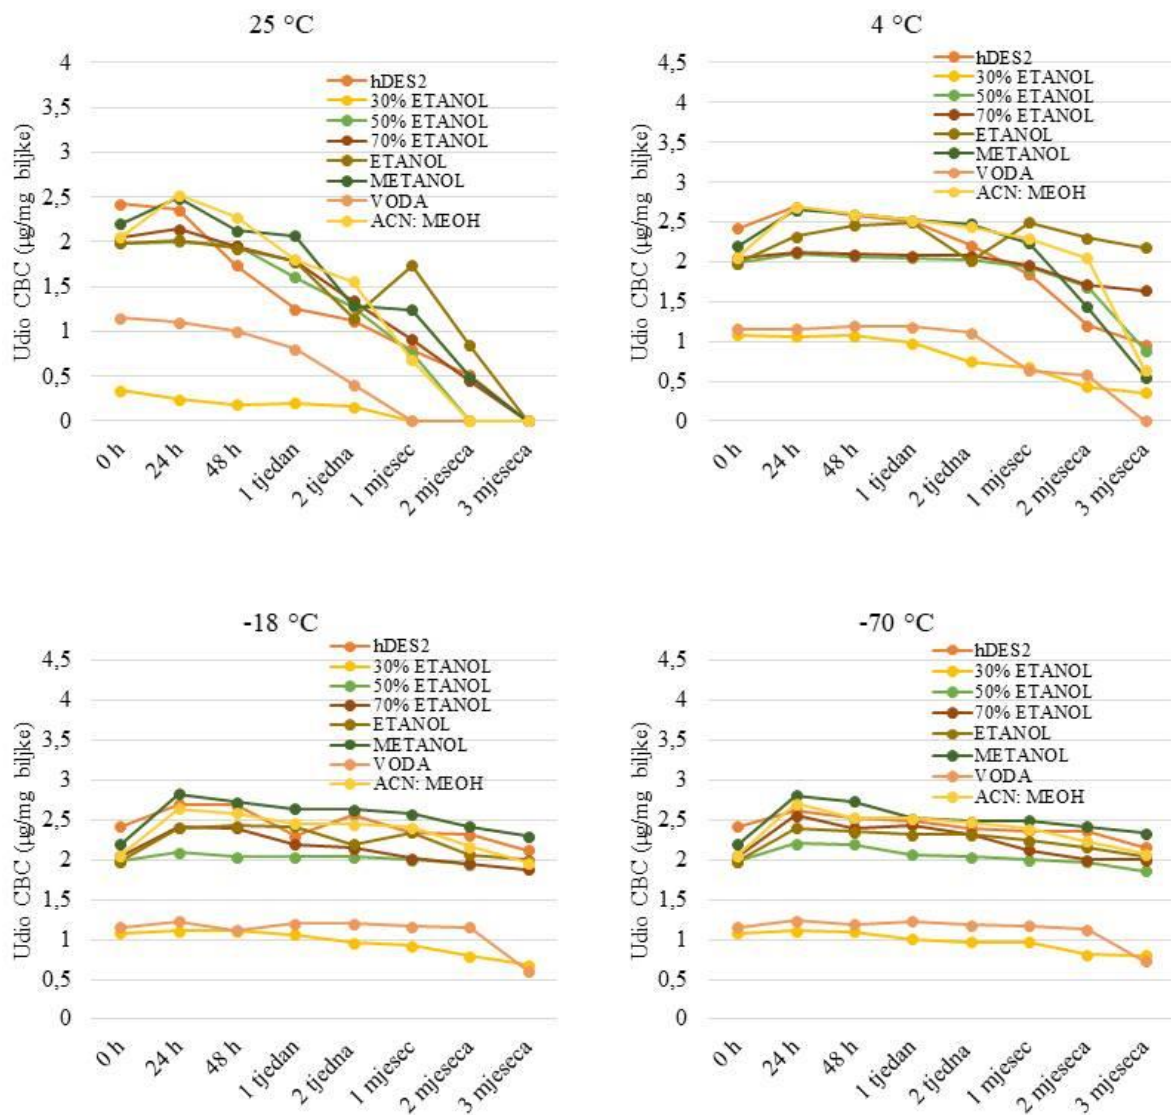 25 °C
Udio CBC (µg/mg biljke)
4
3,5
3
2,5
2
1,5
1
0,5
0
hDES2
30% ETANOL
50% ETANOL
70% ETANOL
ETANOL
METANOL
VODA
ACN: MEOH
0 h
24 h
48 h
1 tjedan
2 tjedna
1 mjesec
2 mjeseca
3 mjeseca
4 °C
Udio CBC (µg/mg biljke)
4,5
4
3,5
3
2,5
2
1,5
1
0,5
0
hDES2
30% ETANOL
50% ETANOL
70% ETANOL
ETANOL
METANOL
VODA
ACN: MEOH
0 h
24 h
48 h
1 tjedan
2 tjedna
1 mjesec
2 mjeseca
3 mjeseca
-18 °C
Udio CBC (µg/mg biljke)
4,5
4
3,5
3
2,5
2
1,5
1
0,5
0
hDES2
30% ETANOL
50% ETANOL
70% ETANOL
ETANOL
METANOL
VODA
ACN: MEOH
0 h
24 h
48 h
1 tjedan
2 tjedna
1 mjesec
2 mjeseca
3 mjeseca
-70 °C
Udio CBC (µg/mg biljke)
4,5
4
3,5
3
2,5
2
1,5
1
0,5
0
hDES2
30% ETANOL
50% ETANOL
70% ETANOL
ETANOL
METANOL
VODA
ACN: MEOH
0 h
24 h
48 h
1 tjedan
2 tjedna
1 mjesec
2 mjeseca
3 mjeseca